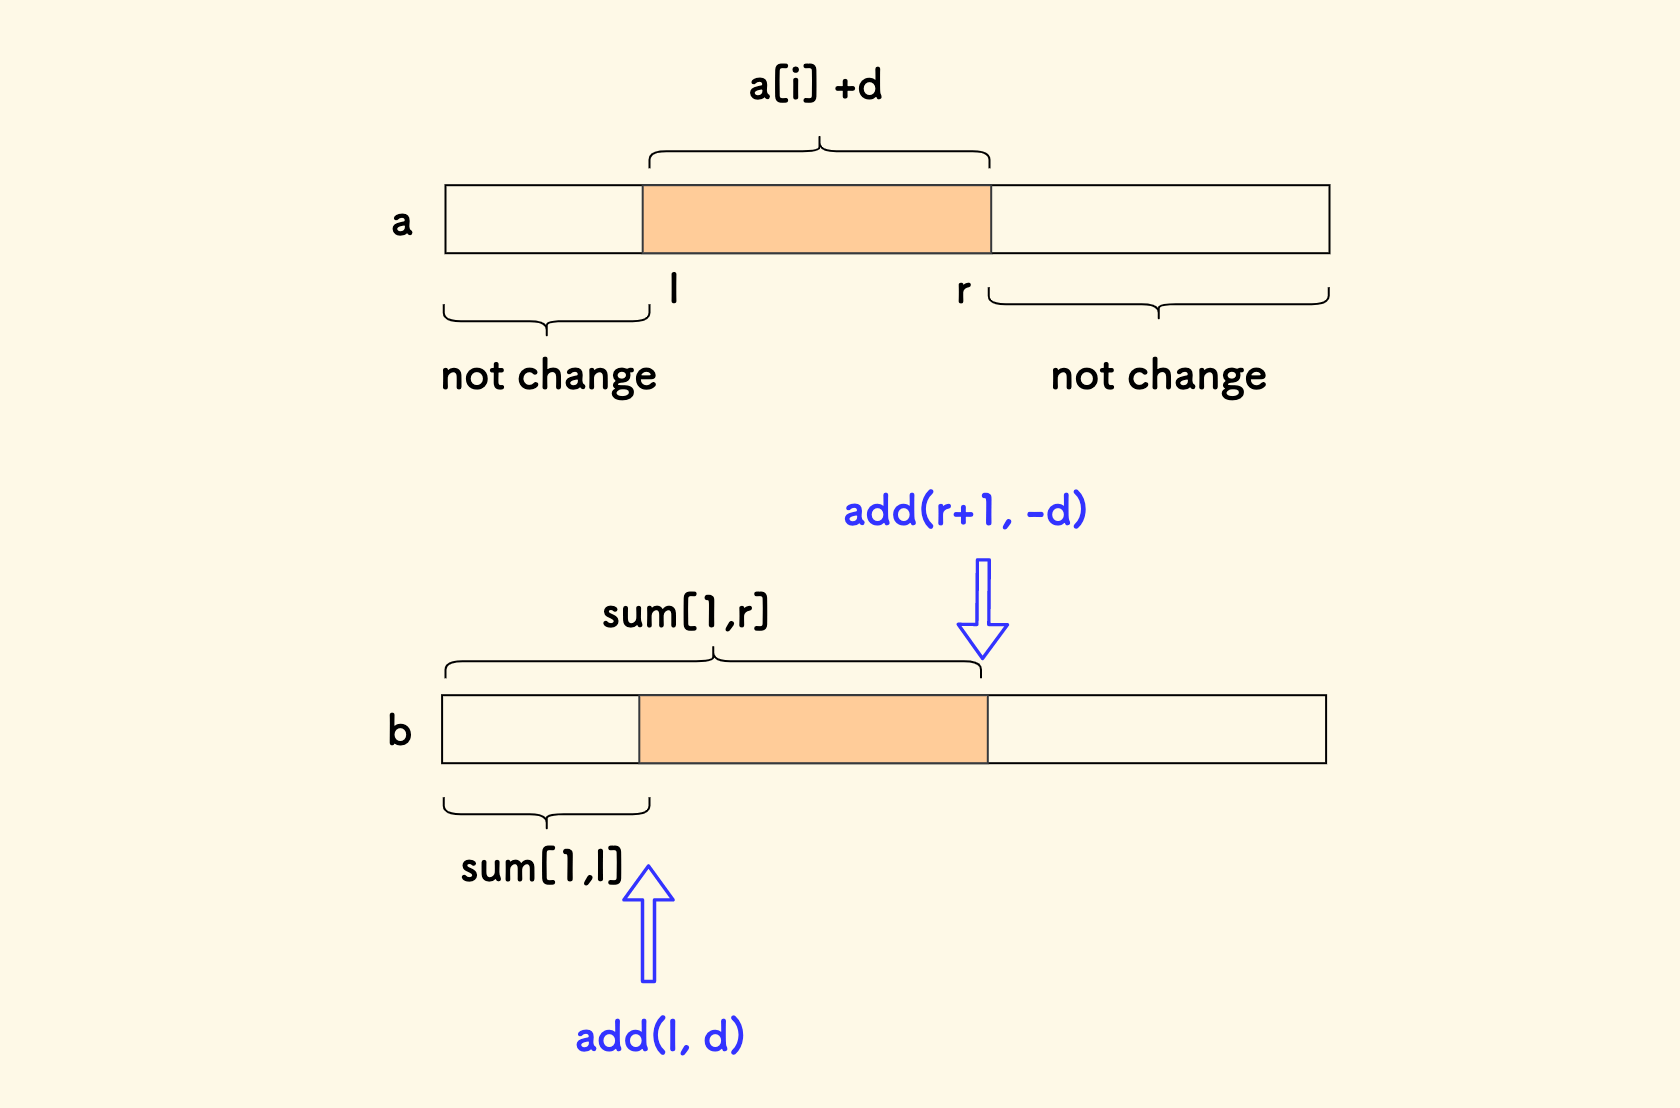 a[i] +d
a
l
r
not change
not change
add(r+1, -d)
sum[1,r]
b
sum[1,l]
add(l, d)